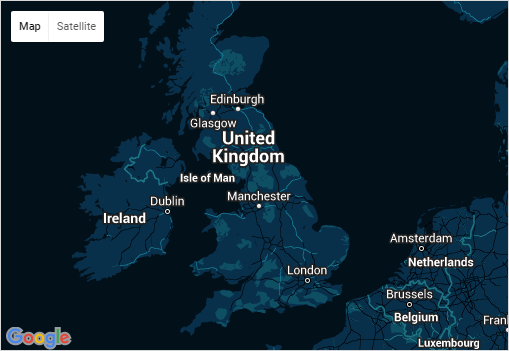 Map Satellite
Edinburgh
Glasgow
United
Kingdom
Isle of Man
Manchester
Dublin
Ireland
Amsterdam
Netherlands
London
Brussels
Belgium
Frank
Luxembourg
Google